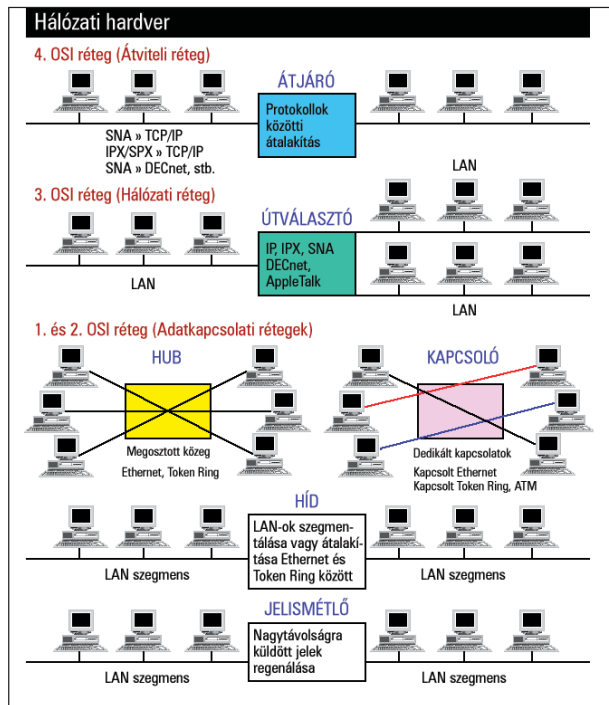 Hálózati hardver
4. OSI réteg (Átviteli réteg)
ÁTJÁRÓ
Protokollok
közötti
átalakítás
SNA » TCP/IP
IPX/SPX » TCP/IP
SNA » DECnet, stb.
LAN
3. OSI réteg (Hálózati réteg)
ÚTVÁLASZTÓ
IP, IPX, SNA
DECnet,
AppleTalk
LAN
LAN
1. és 2. OSI réteg (Adatkapcsolati rétegek)
HUB
Megosztott közeg
Ethernet, Token Ring
KAPCSOLÓ
Dedikált kapcsolatok
Kapcsolt Ethernet
Kapcsolt Token Ring, ATM
HÍD
LAN-ok szegmen-
tálása vagy átalakí-
tása Ethernet és
Token Ring között
LAN szegmens
LAN szegmens
JELISMÉTLŐ
Nagytávolságra
küldött jelek
regenálása
LAN szegmens
LAN szegmens